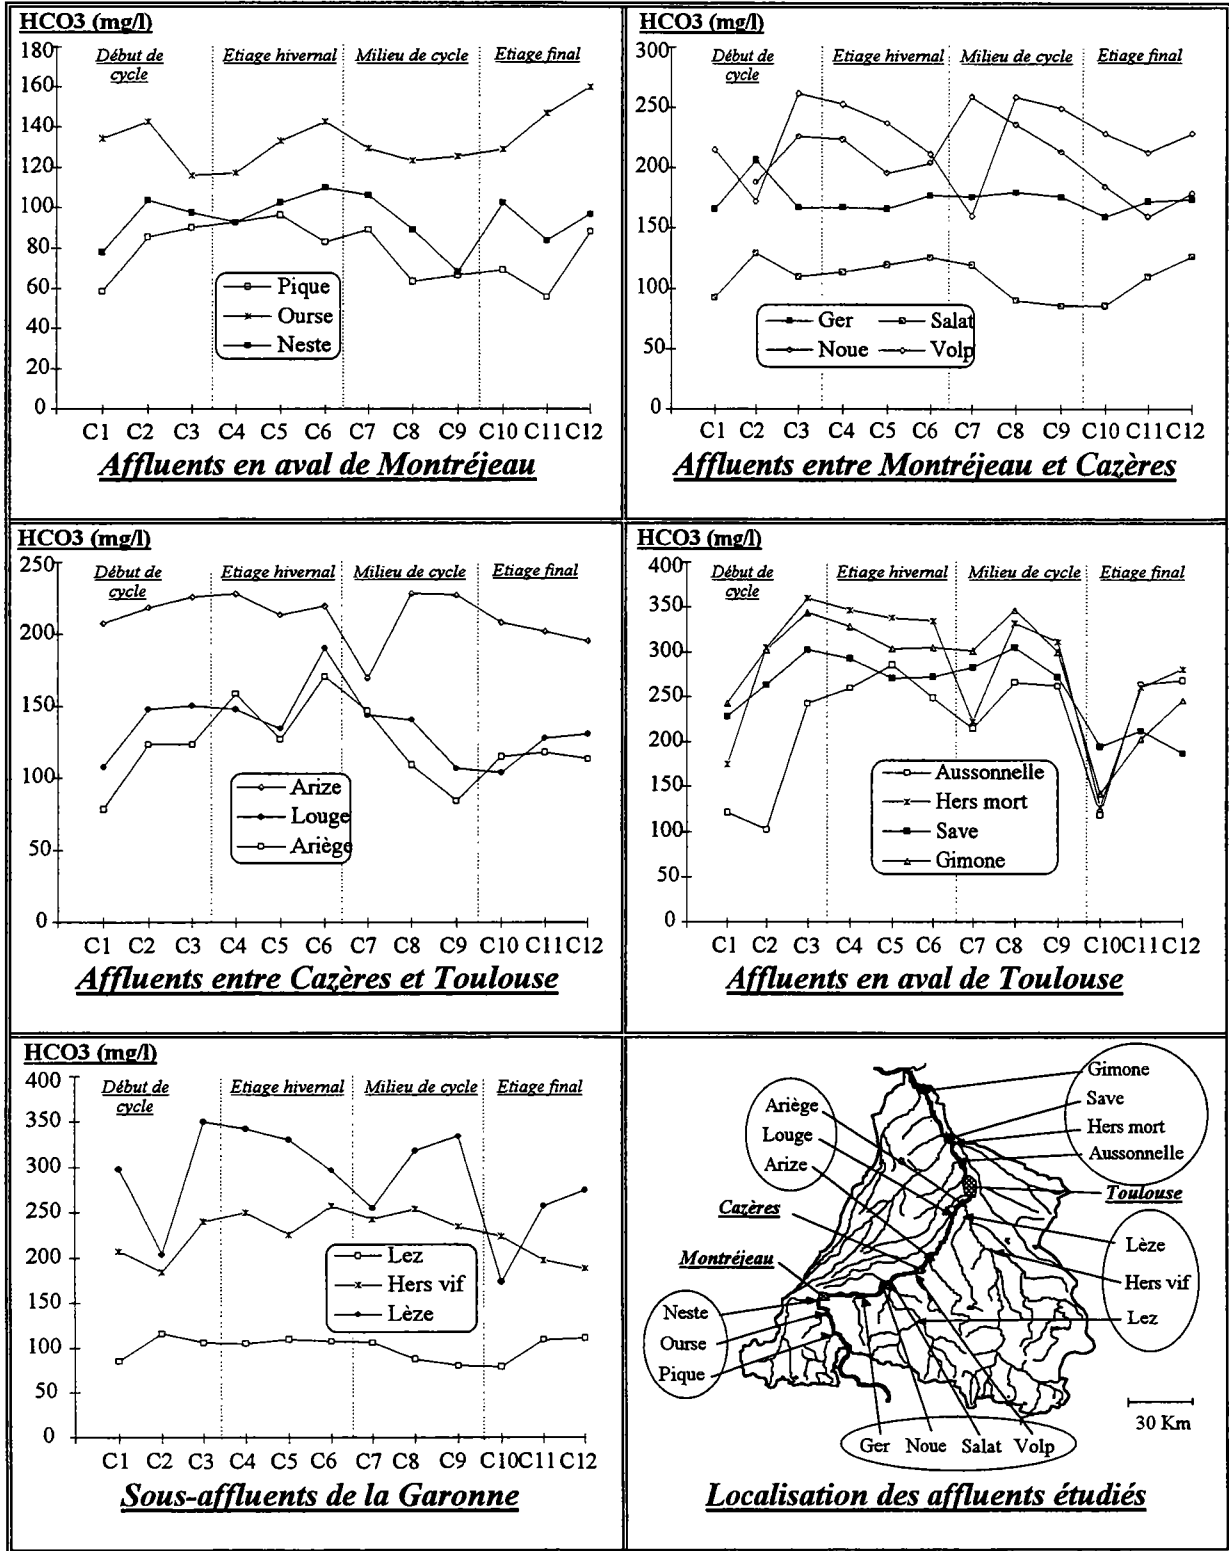 HCO3 (mg/l)
180
160
140
120
100
80
60
40
20
0
Début de cycle
Etiage hivernal
Milieu de cycle
Etiage final
Pique
Ourse
Neste
C1 C2 C3 C4 C5 C6 C7 C8 C9 C10 C11 C12
Affluents en aval de Montréjeau
HCO3 (mg/l)
300
250
200
150
100
50
0
Début de cycle
Etiage hivernal
Milieu de cycle
Etiage final
Ger Salat
Noue Volp
C1 C2 C3 C4 C5 C6 C7 C8 C9 C10 C11 C12
Affluents entre Montréjeau et Cazères
HCO3 (mg/l)
250
200
150
100
50
0
Début de cycle
Etiage hivernal
Milieu de cycle
Etiage final
Arize
Louge
Ariège
C1 C2 C3 C4 C5 C6 C7 C8 C9 C10 C11 C12
Affluents entre Cazères et Toulouse
HCO3 (mg/l)
400
350
300
250
200
150
100
50
0
Début de cycle
Etiage hivernal
Milieu de cycle
Etiage final
Aussonnelle
Hers mort
Save
Gimone
C1 C2 C3 C4 C5 C6 C7 C8 C9 C10 C11 C12
Affluents en aval de Toulouse
HCO3 (mg/l)
400
350
300
250
200
150
100
50
0
Début de cycle
Etiage hivernal
Milieu de cycle
Etiage final
Lez
Hers vif
Lèze
C1 C2 C3 C4 C5 C6 C7 C8 C9 C10 C11 C12
Sous-affluents de la Garonne
Gimone
Save
Hers mort
Aussonnelle
Ariège
Louge
Arize
Toulouse
Cazères
Lèze
Hers vif
Lez
Montréjeau
Neste
Ourse
Pique
30 Km
Ger Noue Salat Volp
Localisation des affluents étudiés